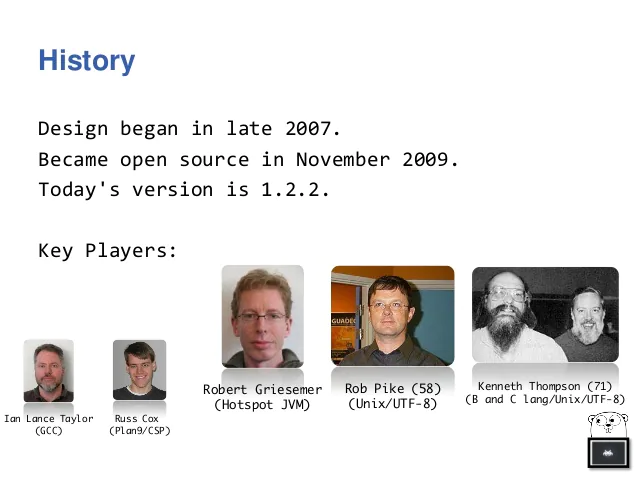 History
Design began in late 2007.
Became open source in November 2009.
Today's version is 1.2.2.
Key Players:
Ian Lance Taylor
(GCC)
Russ Cox
(Plan9/CSP)
Robert Griesemer
(Hotspot JVM)
Rob Pike (58)
(Unix/UTF-8)
Kenneth Thompson (71)
(B and C lang/Unix/UTF-8)